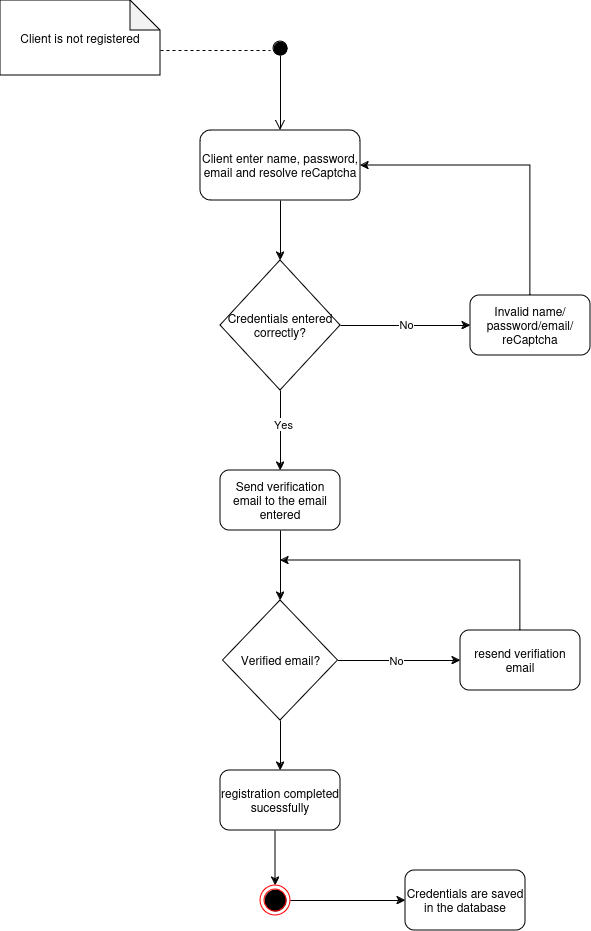 Client is not registered
Client enter name, password,
email and resolve reCaptcha
Credentials entered
correctly?
No
Invalid name/
password/email/
reCaptcha
Yes
Send verification
email to the email
entered
Verified email?
No
resend verifiation
email
registration completed
sucessfully
Credentials are saved
in the database